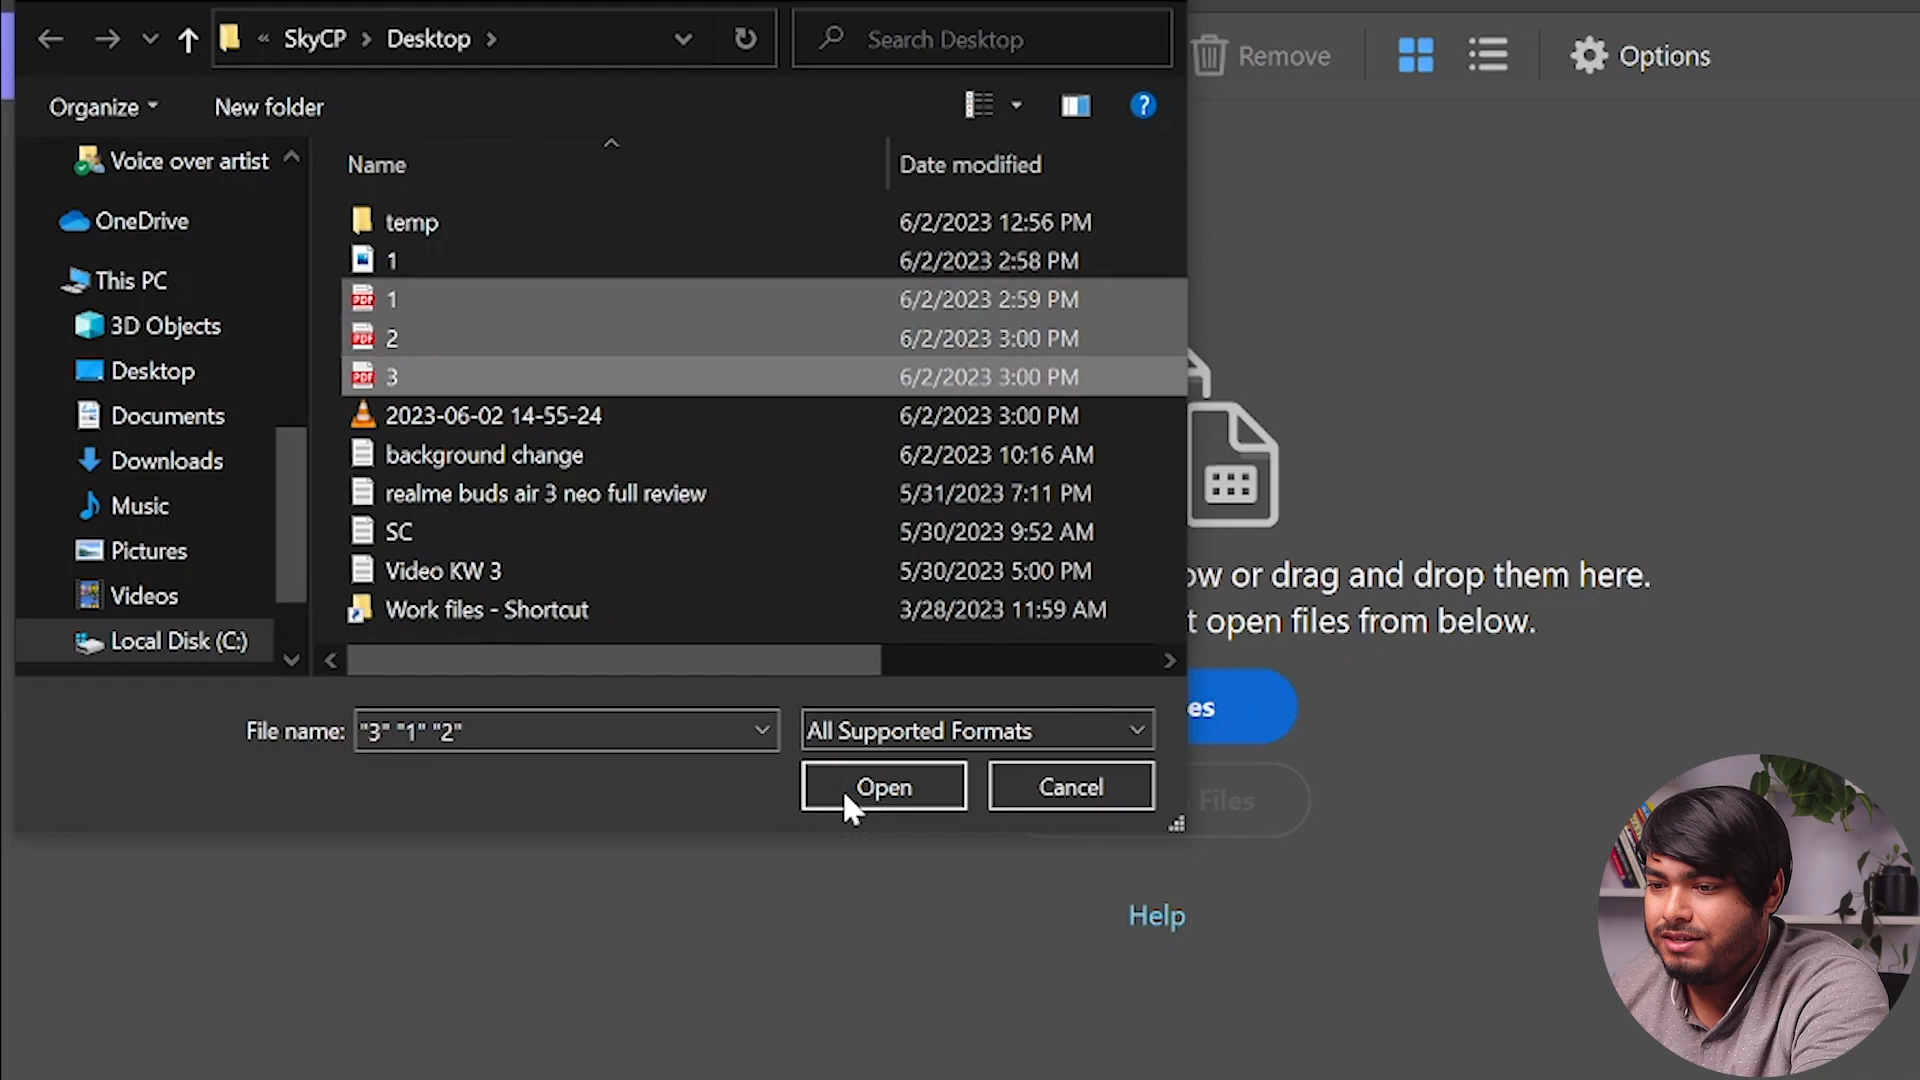 « SkyCP > Desktop >
Search Desktop
Remove
Options
Organize
New folder
?
Voice over artist
OneDrive
This PC
3D Objects
Desktop
Documents
Downloads
Music
Pictures
Videos
Local Disk (C:)
Name Date modified
temp 6/2/2023 12:56 PM
1 6/2/2023 2:58 PM
PDF 1 6/2/2023 2:59 PM
PDF 2 6/2/2023 3:00 PM
PDF 3 6/2/2023 3:00 PM
2023-06-02 14-55-24 6/2/2023 3:00 PM
background change 6/2/2023 10:16 AM
realme buds air 3 neo full review 5/31/2023 7:11 PM
SC 5/30/2023 9:52 AM
Video KW 3 5/30/2023 5:00 PM
Work files - Shortcut 3/28/2023 11:59 AM
ow or drag and drop them here.
t open files from below.
es
Files
File name: "3" "1" "2"
All Supported Formats
Open
Cancel
Help